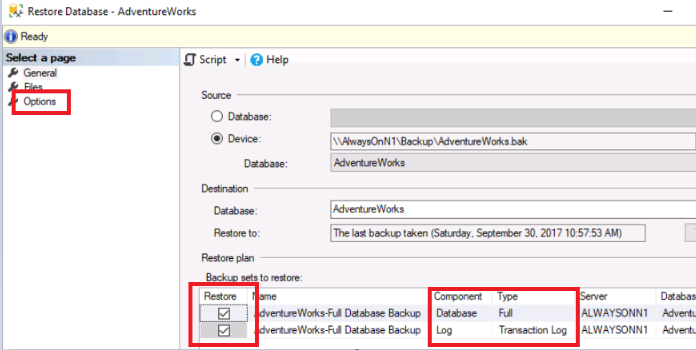 Restore Database - AdventureWorks
Ready
Select a page
General
Files
Options
Script
Help
Source
Database:
Device:
\\AlwaysOnN1\Backup\AdventureWorks.bak
Database:
AdventureWorks
Destination
Database:
AdventureWorks
Restore to:
The last backup taken (Saturday, September 30, 2017 10:57:53 AM)
Restore plan
Backup sets to restore:
Restore Name Component Type Server Databas
AdventureWorks-Full Database Backup Database Full ALWAYSONN1 Adventu
AdventureWorks-Full Database Backup Log Transaction Log ALWAYSONN1 Adventu